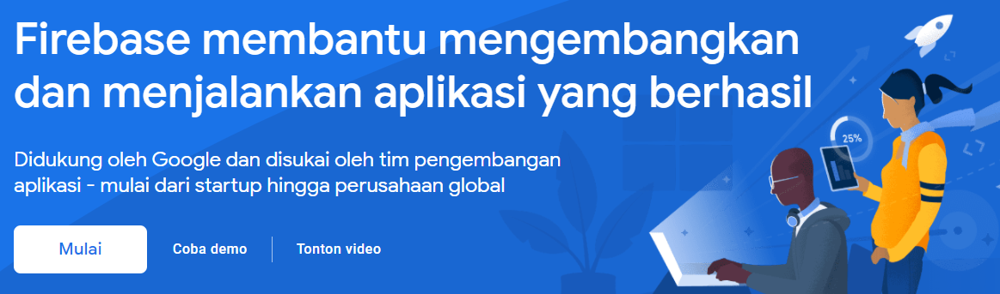 Firebase membantu mengembangkan
dan menjalankan aplikasi yang berhasil
Didukung oleh Google dan disukai oleh tim pengembangan
aplikasi - mulai dari startup hingga perusahaan global
Mulai
Coba demo
Tonton video
25%